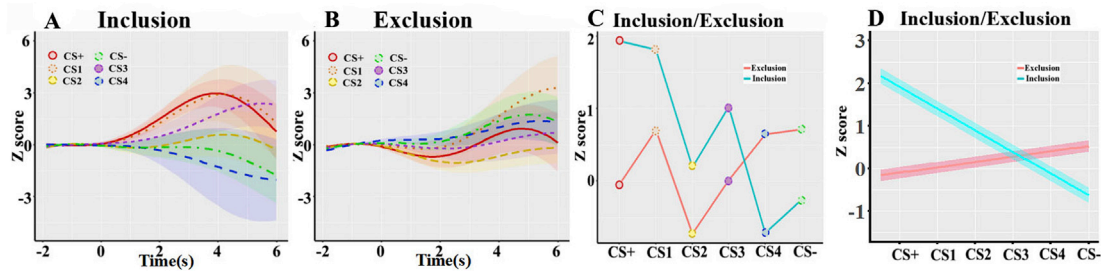 A Inclusion
6
3
0
-3
Z score
CS+
CS1
CS2
CS-
CS3
CS4
-2 0 2 4 6
Time(s)
B Exclusion
6
3
0
-3
Z score
CS+
CS1
CS2
CS-
CS3
CS4
-2 0 2 4 6
Time(s)
C Inclusion/Exclusion
2
1
0
Z score
Exclusion
Inclusion
CS+ CS1 CS2 CS3 CS4 CS-
D Inclusion/Exclusion
3
2
1
0
-1
Z score
Exclusion
Inclusion
CS+ CS1 CS2 CS3 CS4 CS-